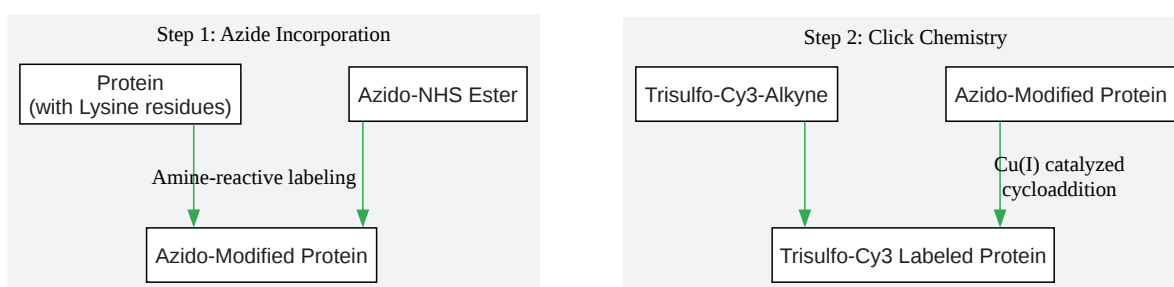 Step 1: Azide Incorporation
Protein
(with Lysine residues)
Azido-NHS Ester
Amine-reactive labeling
Azido-Modified Protein
Step 2: Click Chemistry
Trisulfo-Cy3-Alkyne
Azido-Modified Protein
Cu(I) catalyzed
cycloaddition
Trisulfo-Cy3 Labeled Protein